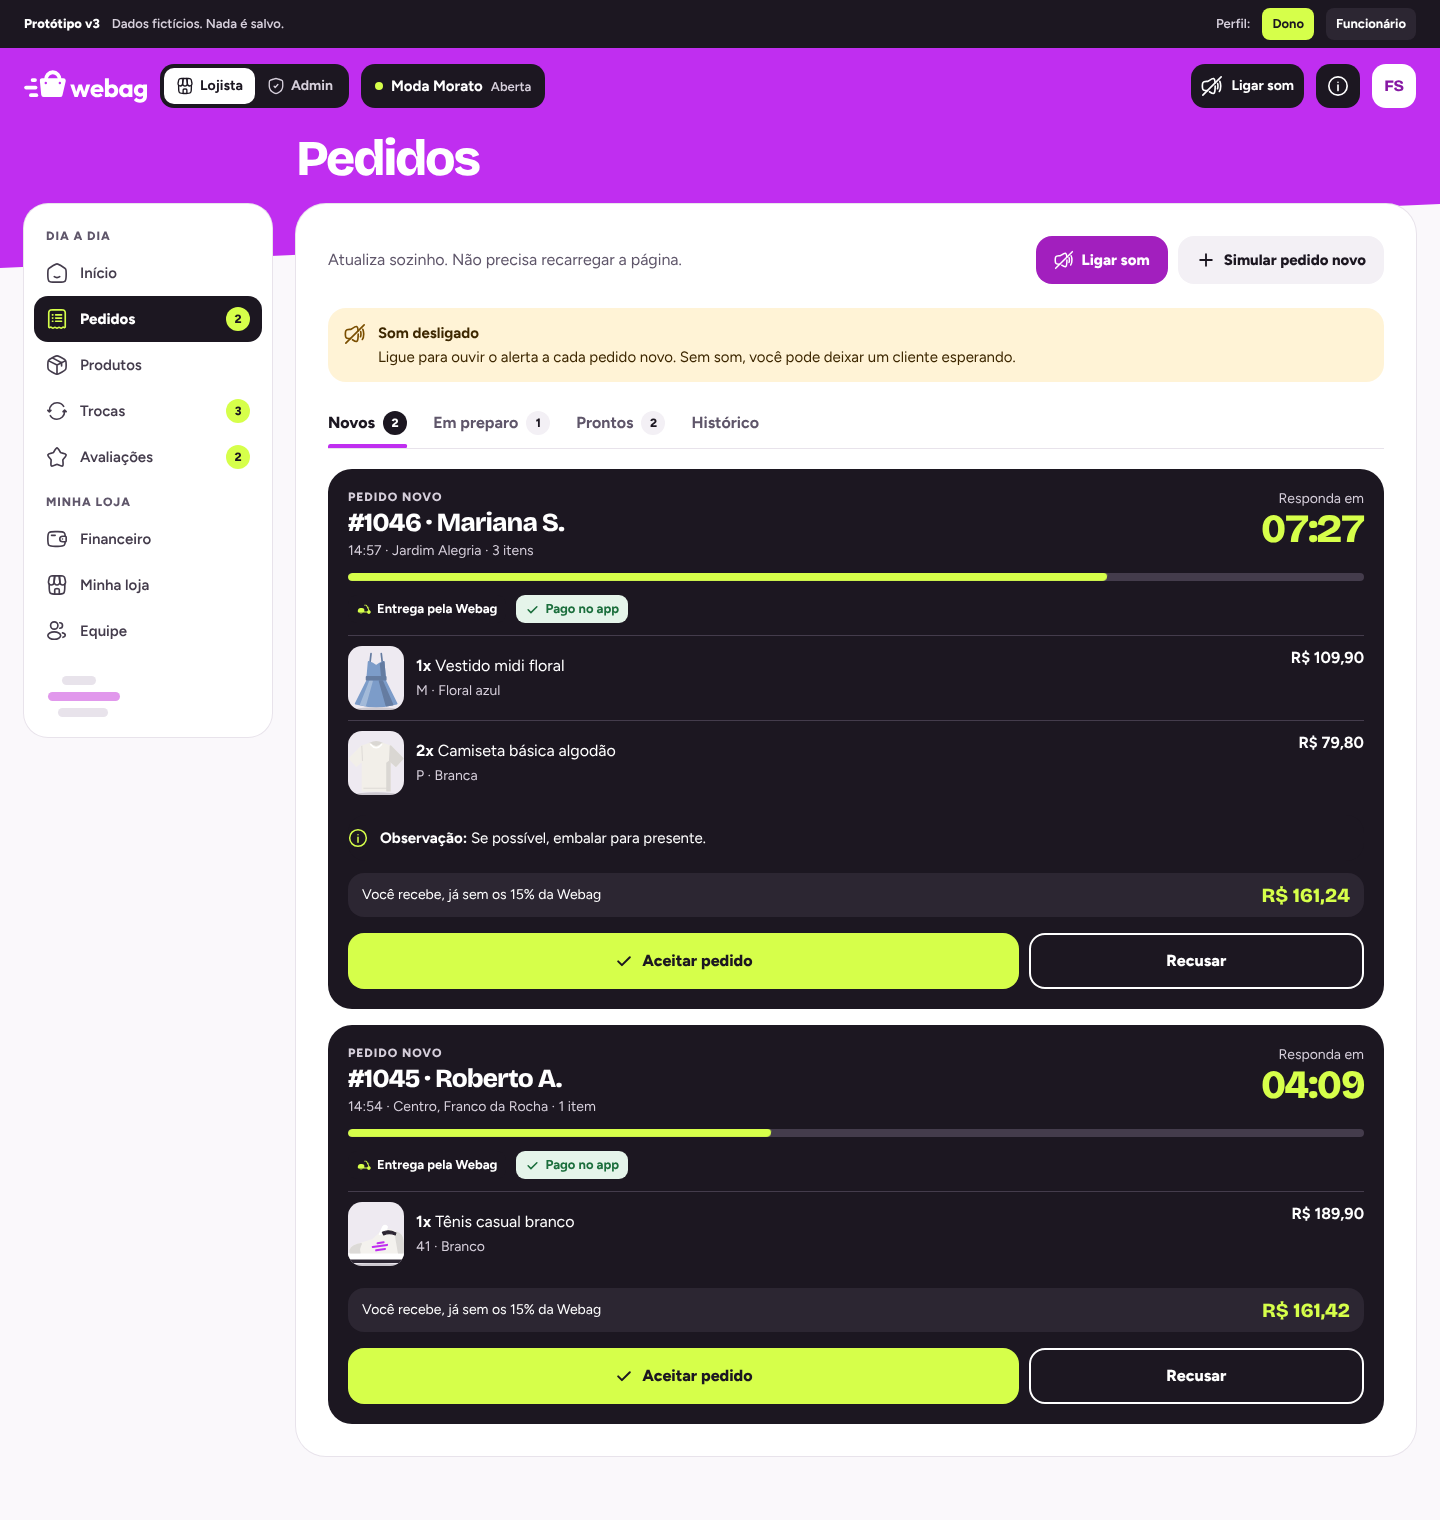 Protótipo v3 Dados fictícios. Nada é salvo. Perfil: Dono Funcionário
webag Lojista Admin Moda Morato Aberta Ligar som FS
Pedidos
DIA A DIA
Início
Pedidos 2
Produtos
Trocas 3
Avaliações 2
MINHA LOJA
Financeiro
Minha loja
Equipe
Atualiza sozinho. Não precisa recarregar a página. Ligar som Simular pedido novo
Som desligado
Ligue para ouvir o alerta a cada pedido novo. Sem som, você pode deixar um cliente esperando.
Novos 2 Em preparo 1 Prontos 2 Histórico
PEDIDO NOVO Responda em
#1046 · Mariana S. 07:27
14:57 · Jardim Alegria · 3 itens
Entrega pela Webag Pago no app
1x Vestido midi floral R$ 109,90
M · Floral azul
2x Camiseta básica algodão R$ 79,80
P · Branca
Observação: Se possível, embalar para presente.
Você recebe, já sem os 15% da Webag R$ 161,24
Aceitar pedido Recusar
PEDIDO NOVO Responda em
#1045 · Roberto A. 04:09
14:54 · Centro, Franco da Rocha · 1 item
Entrega pela Webag Pago no app
1x Tênis casual branco R$ 189,90
41 · Branco
Você recebe, já sem os 15% da Webag R$ 161,42
Aceitar pedido Recusar